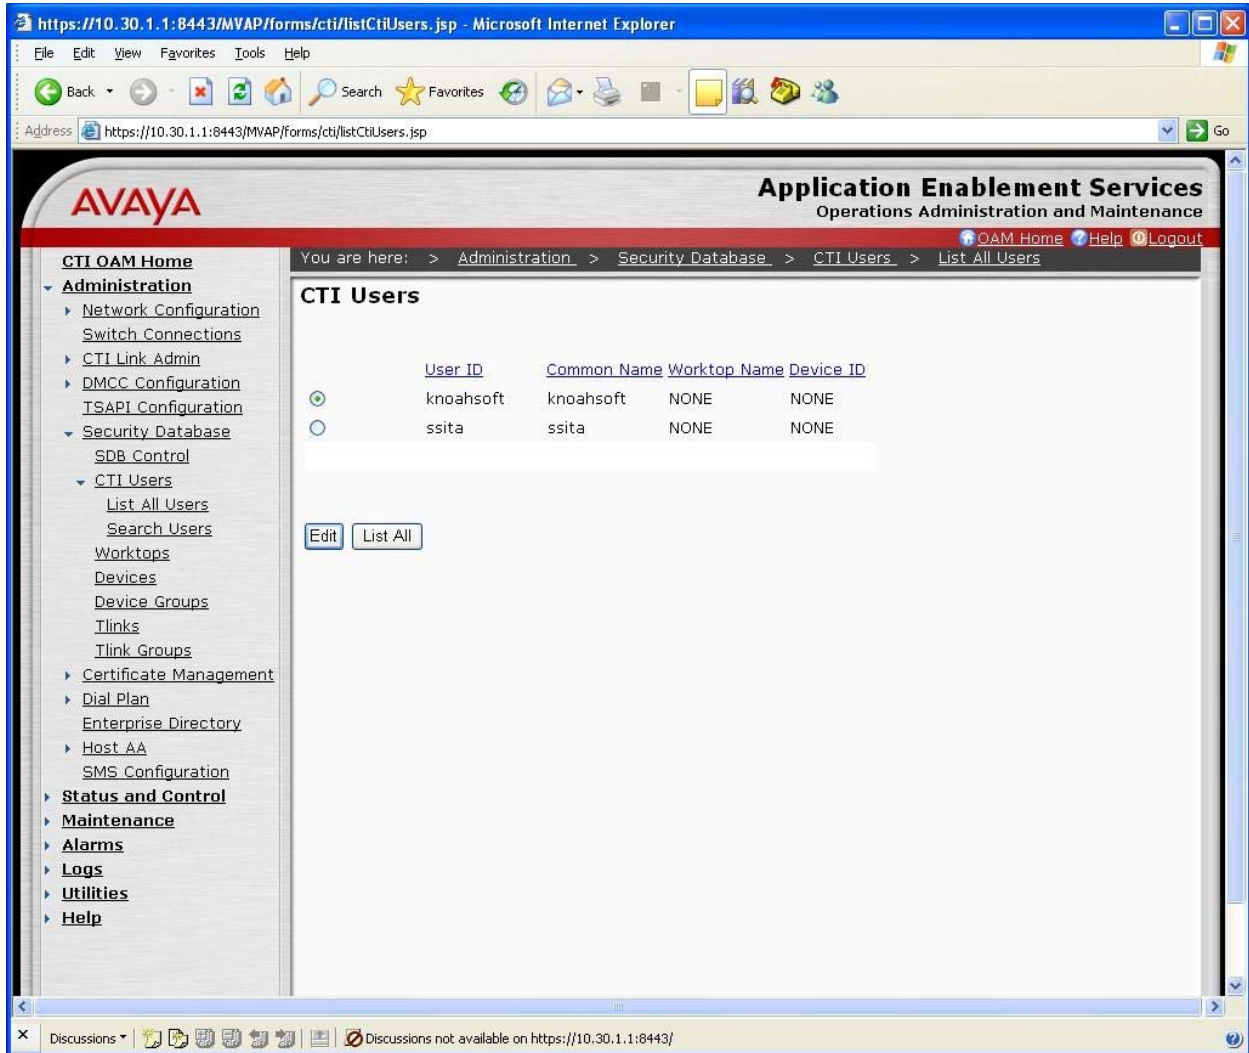 https://10.30.1.1:8443/MVAP/forms/cti/listCtiUsers.jsp - Microsoft Internet Explorer
File Edit View Favorites Tools Help
Back Search Favorites
Address https://10.30.1.1:8443/MVAP/forms/cti/listCtiUsers.jsp Go
AVAYA
Application Enablement Services
Operations Administration and Maintenance
OAM Home Help Logout
You are here: > Administration > Security Database > CTI Users > List All Users
CTI OAM Home
Administration
Network Configuration
Switch Connections
CTI Link Admin
DMCC Configuration
TSAPI Configuration
Security Database
SDB Control
CTI Users
List All Users
Search Users
Worktops
Devices
Device Groups
Tlinks
Tlink Groups
Certificate Management
Dial Plan
Enterprise Directory
Host AA
SMS Configuration
Status and Control
Maintenance
Alarms
Logs
Utilities
Help
CTI Users
User ID Common Name Worktop Name Device ID
knoahsoft knoahsoft NONE NONE
ssita ssita NONE NONE
Edit List All
Discussions Discussions not available on https://10.30.1.1:8443/